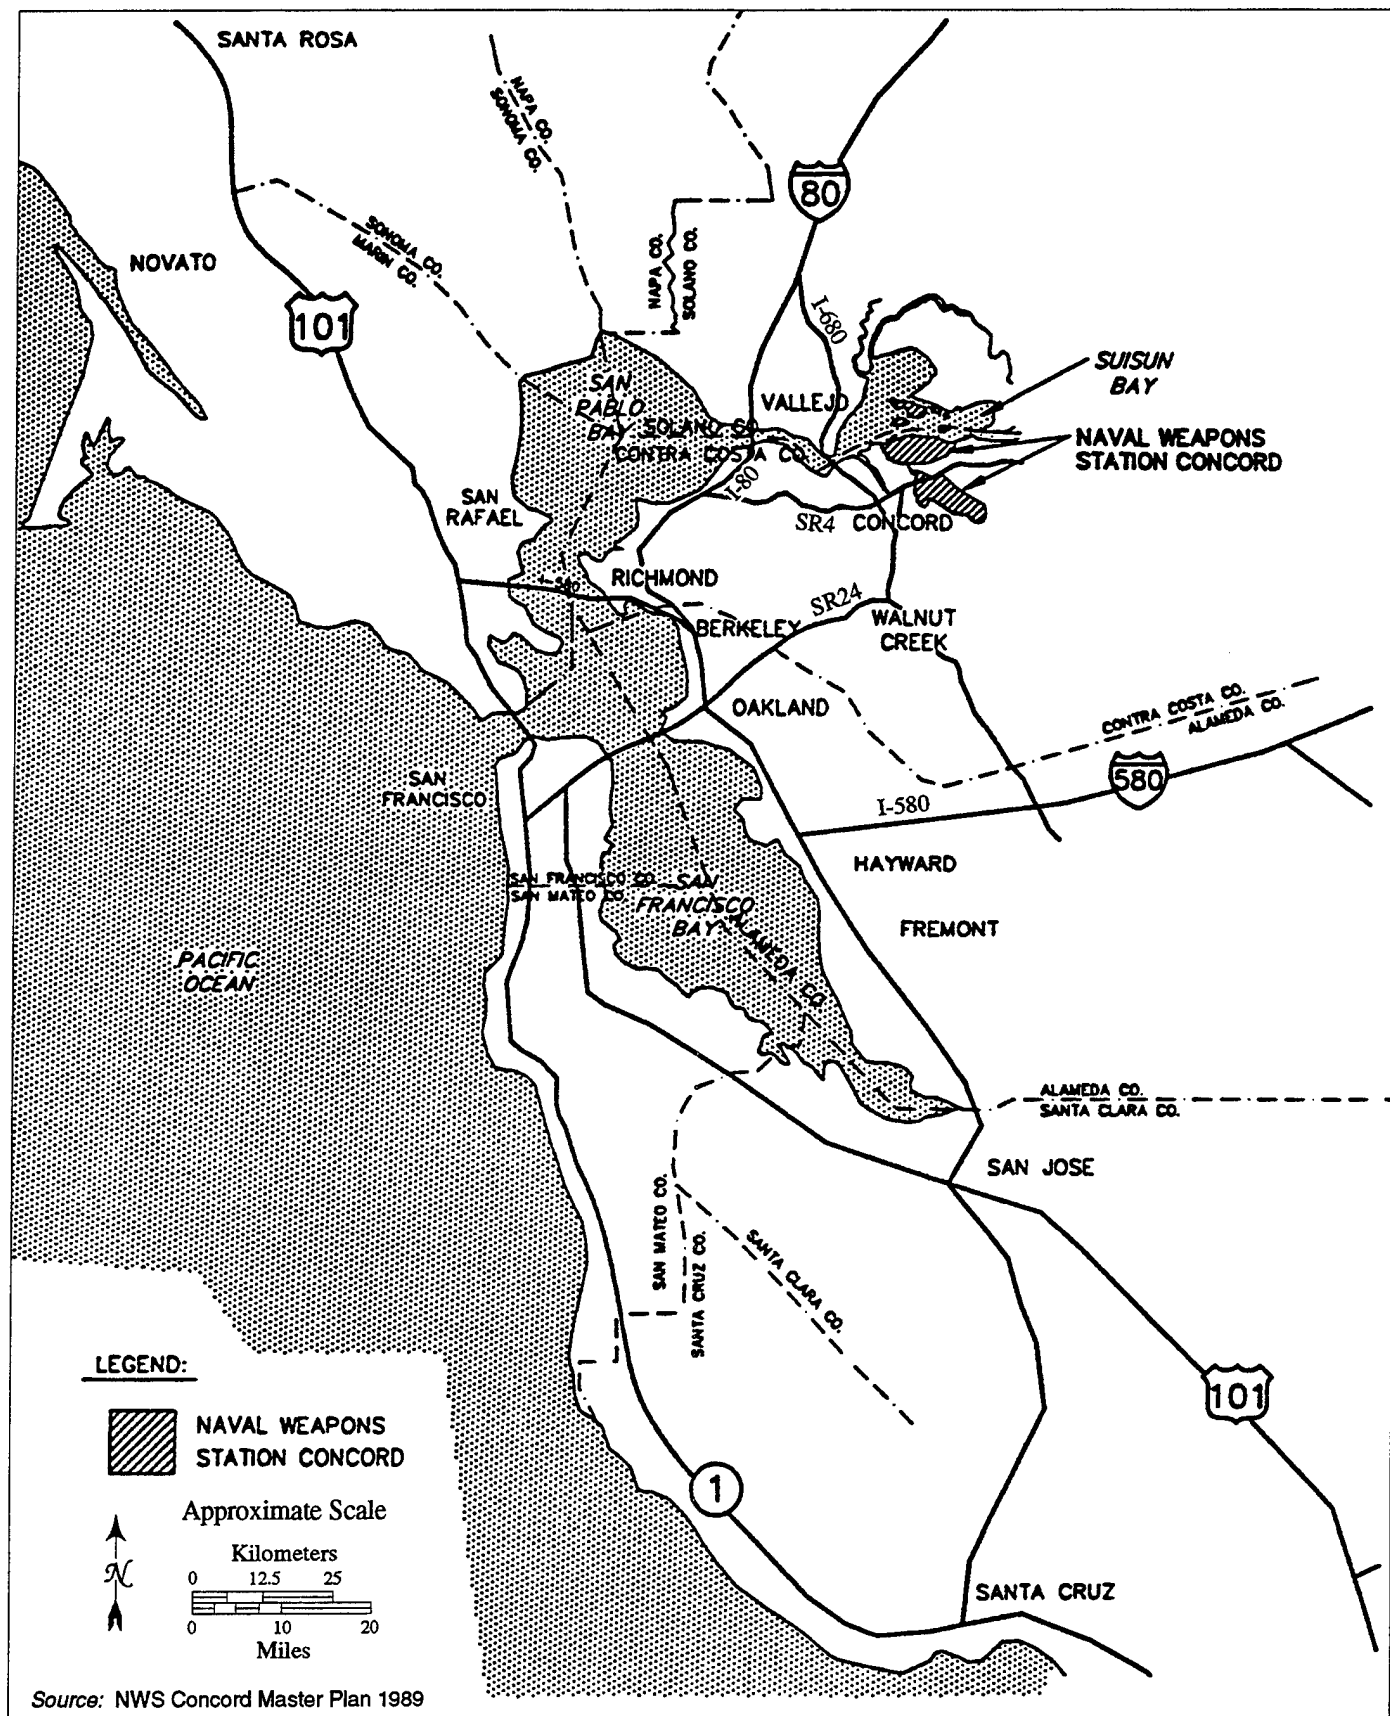 SANTA ROSA
NAPA CO.
SONOMA CO.
80
SONOMA CO.
MARIN CO.
NOVATO
NAPA CO.
SOLANO CO.
101
I-680
SUISUN
BAY
SAN
PABLO
BAY
VALLEJO
SOLANO CO.
CONTRA COSTA CO.
NAVAL WEAPONS
STATION CONCORD
I-80
SAN
RAFAEL
SR4
CONCORD
I-580
RICHMOND
SR24
BERKELEY
WALNUT
CREEK
OAKLAND
CONTRA COSTA CO.
ALAMEDA CO.
SAN
FRANCISCO
580
I-580
HAYWARD
SAN FRANCISCO CO.
SAN MATEO CO.
SAN
FRANCISCO
BAY
ALAMEDA CO.
FREMONT
PACIFIC
OCEAN
ALAMEDA CO.
SANTA CLARA CO.
SAN JOSE
SAN MATEO CO.
SANTA CRUZ CO.
SANTA CLARA CO.
LEGEND:
101
NAVAL WEAPONS
STATION CONCORD
1
Approximate Scale
Kilometers
0 12.5 25
N
0 10 20
Miles
SANTA CRUZ
Source: NWS Concord Master Plan 1989